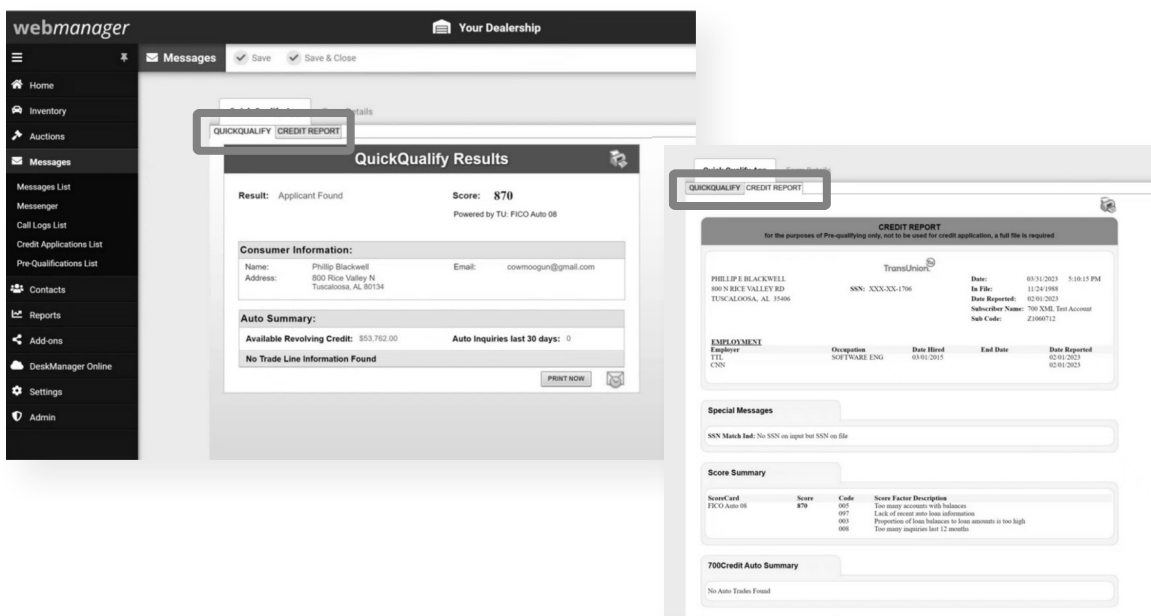 webmanager
Your Dealership
Messages
Save
Save & Close
Home
Inventory
Auctions
Messages
Messages List
Messenger
Call Logs List
Credit Applications List
Pre-Qualifications List
Contacts
Reports
Add-ons
DeskManager Online
Settings
Admin
QUICKQUALIFY CREDIT REPORT
QuickQualify Results
Result: Applicant Found Score: 870
Powered by TU: FICO Auto 08
Consumer Information:
Name: Phillip Blackwell Email: cowmoogun@gmail.com
Address: 800 Rice Valley N
Tuscaloosa, AL 80134
Auto Summary:
Available Revolving Credit: $53,762.00 Auto Inquiries last 30 days: 0
No Trade Line Information Found
PRINT NOW
QUICKQUALIFY CREDIT REPORT
CREDIT REPORT
for the purposes of Pre-qualifying only, not to be used for credit application, a full file is required
TransUnion
PHILLIP E BLACKWELL Date: 03/31/2023 5:10:15 PM
800 N RICE VALLEY RD SSN: XXX-XX-1706 In File: 11/24/1988
TUSCALOOSA, AL 35406 Date Reported: 02/01/2023
Subscriber Name: 700 XML Test Account
Sub Code: Z1060712
EMPLOYMENT
Employer Occupation Date Hired End Date Date Reported
TTL SOFTWARE ENG 03/01/2015 02/01/2023
CNN 02/01/2023
Special Messages
SSN Match Ind: No SSN on input but SSN on file
Score Summary
ScoreCard Score Code Score Factor Description
FICO Auto 08 870 005 Too many accounts with balances
097 Lack of recent auto loan information
003 Proportion of loan balances to loan amounts is too high
008 Too many inquiries last 12 months
700Credit Auto Summary
No Auto Trades Found